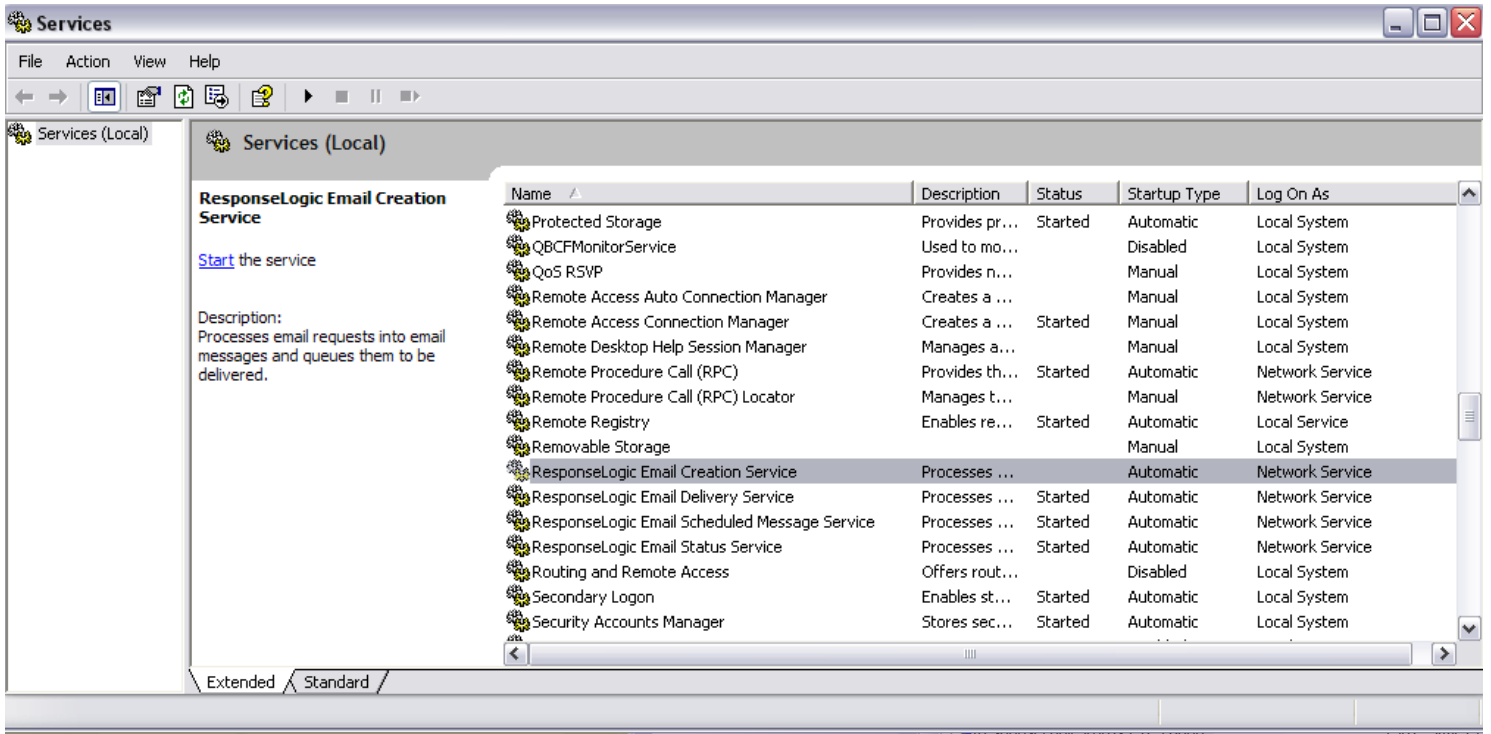 Services
File Action View Help
Services (Local)
Services (Local)
ResponseLogic Email Creation
Service
Start the service
Description:
Processes email requests into email
messages and queues them to be
delivered.
Name Description Status Startup Type Log On As
Protected Storage Provides pr... Started Automatic Local System
QBCFMonitorService Used to mo... Disabled Local System
QoS RSVP Provides n... Manual Local System
Remote Access Auto Connection Manager Creates a ... Manual Local System
Remote Access Connection Manager Creates a ... Started Manual Local System
Remote Desktop Help Session Manager Manages a... Manual Local System
Remote Procedure Call (RPC) Provides th... Started Automatic Network Service
Remote Procedure Call (RPC) Locator Manages t... Manual Network Service
Remote Registry Enables re... Started Automatic Local Service
Removable Storage Manual Local System
ResponseLogic Email Creation Service Processes ... Automatic Network Service
ResponseLogic Email Delivery Service Processes ... Started Automatic Network Service
ResponseLogic Email Scheduled Message Service Processes ... Started Automatic Network Service
ResponseLogic Email Status Service Processes ... Started Automatic Network Service
Routing and Remote Access Offers rout... Disabled Local System
Secondary Logon Enables st... Started Automatic Local System
Security Accounts Manager Stores sec... Started Automatic Local System
Extended Standard